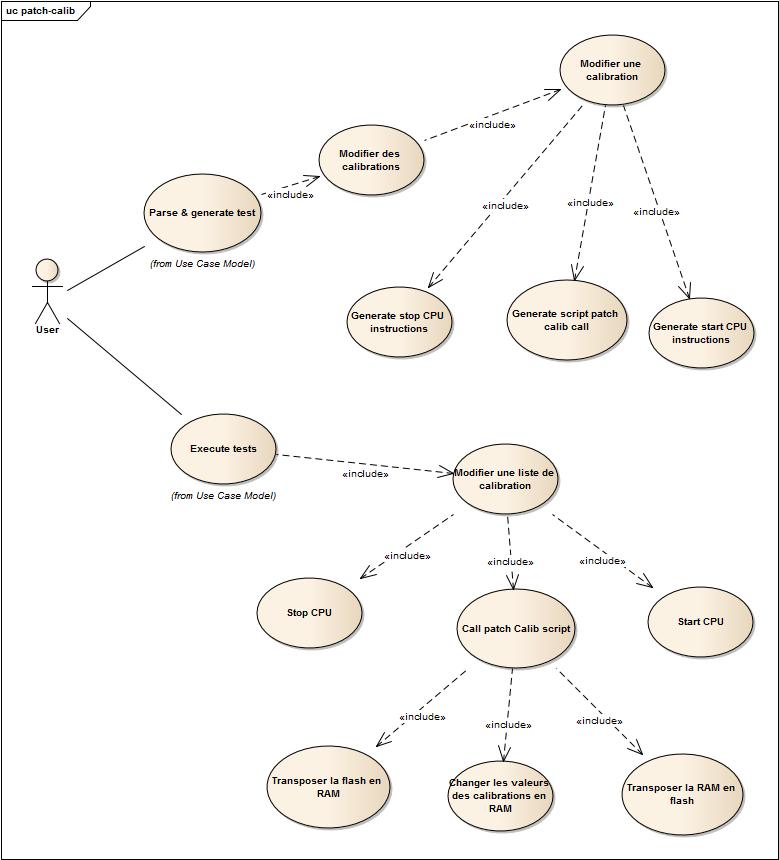 uc patch-calib
Modifier une
calibration
«include»
Modifier des
calibrations
«include»
«include»
«include»
«include»
Parse & generate test
(from Use Case Model)
User
Generate stop CPU
instructions
Generate script patch
calib call
Generate start CPU
instructions
Execute tests
(from Use Case Model)
«include»
Modifier une liste de
calibration
«include»
«include»
«include»
Stop CPU
Call patch Calib script
Start CPU
«include»
«include»
«include»
Transposer la flash en
RAM
Changer les valeurs
des calibrations en
RAM
Transposer la RAM en
flash